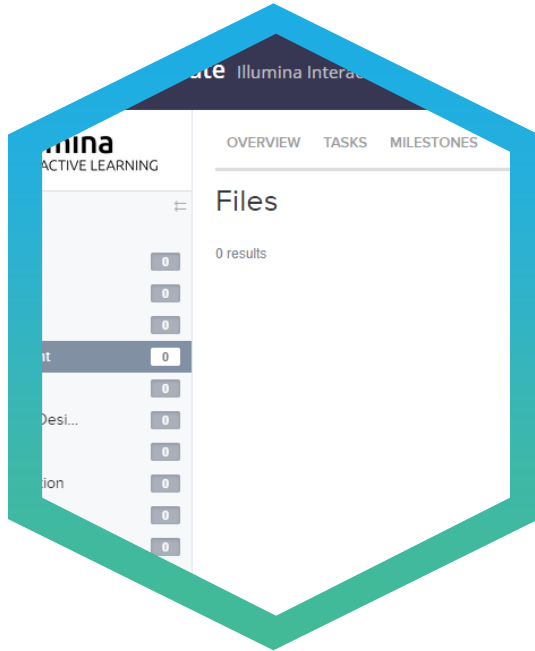 ate Illumina Interac
mina
ACTIVE LEARNING
OVERVIEW TASKS MILESTONES
Files
0 results
0
0
0
nt 0
0
Desi... 0
0
tion 0
0
0